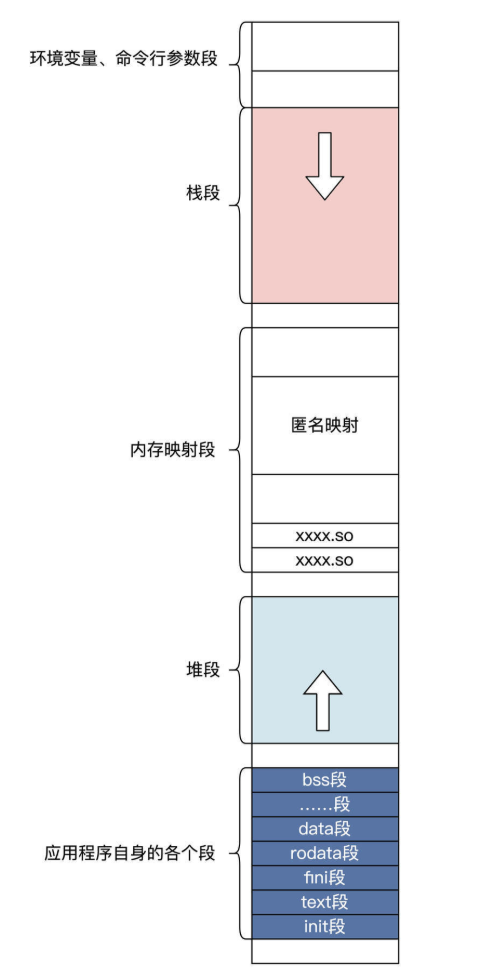 环境变量、命令行参数段
栈段
内存映射段
匿名映射
xxxx.so
xxxx.so
堆段
应用程序自身的各个段
bss段
……段
data段
rodata段
fini段
text段
init段